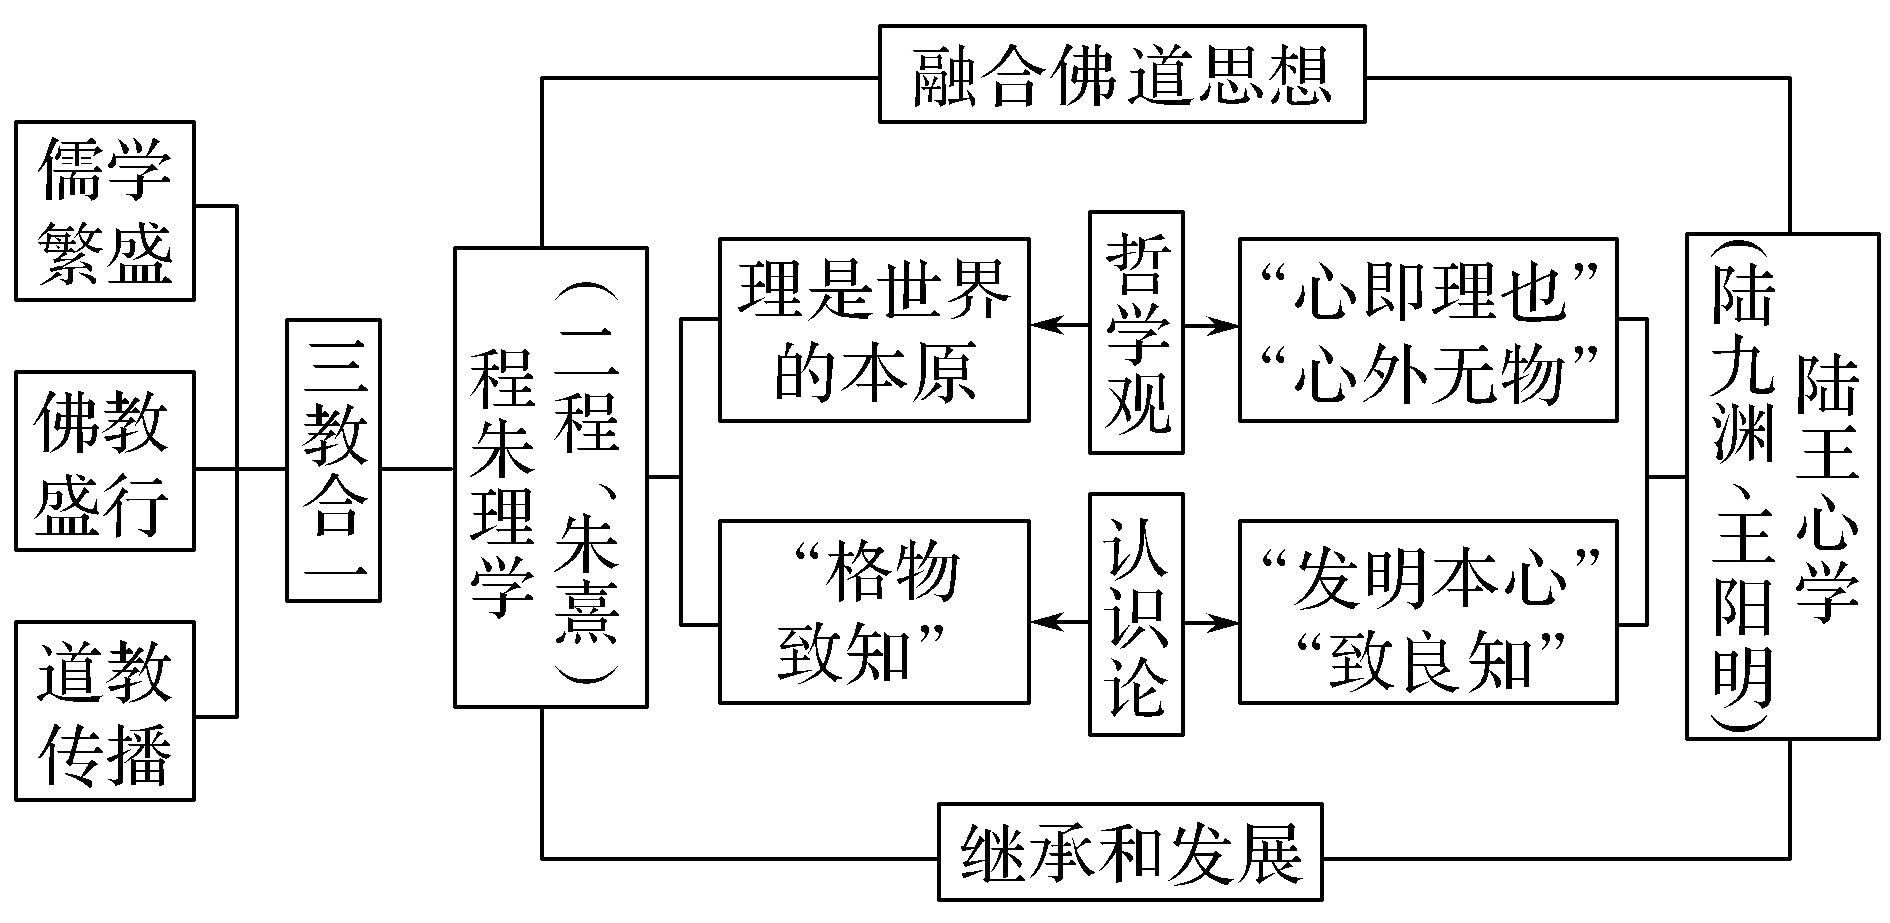 融合佛道思想
儒学
繁盛
佛教
盛行
道教
传播
三教合一
程朱理学
（二程、朱熹）
理是世界
的本原
哲学观
“心即理也”
“心外无物”
“格物
致知”
认识论
“发明本心”
“致良知”
陆王心学
（陆九渊、王阳明）
继承和发展